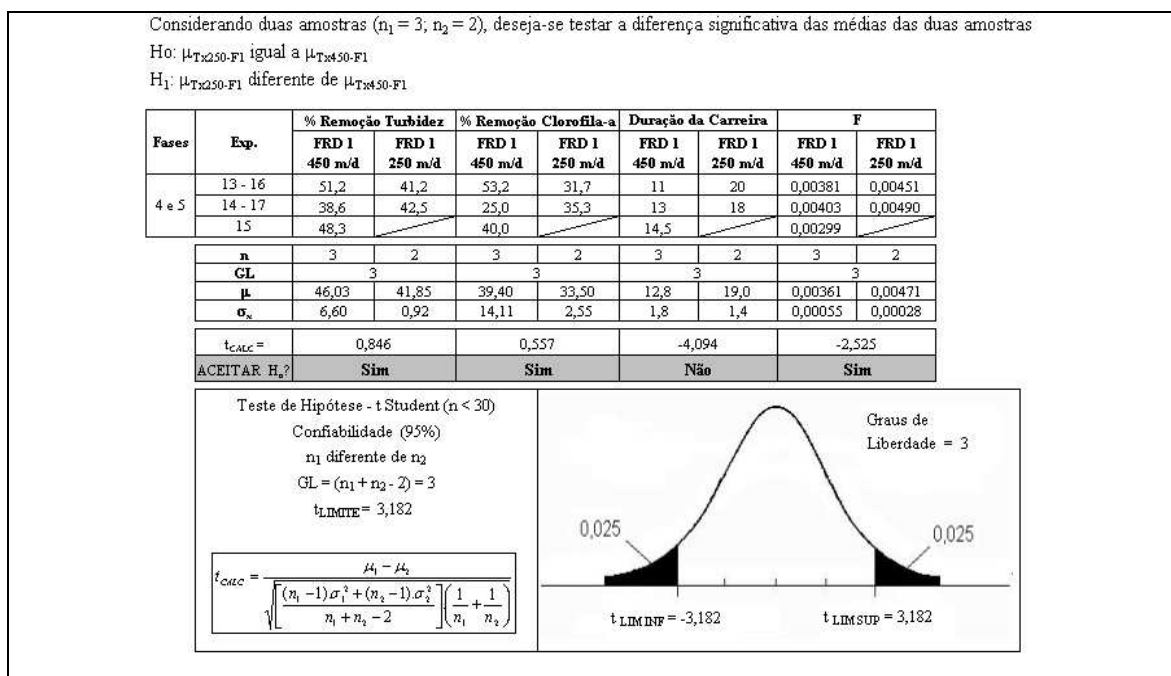 Considerando duas amostras (n₁ = 3; n₂ = 2), deseja-se testar a diferença significativa das médias das duas amostras
Ho: μTx250-F1 igual a μTx450-F1
H₁: μTx250-F1 diferente de μTx450-F1
Fases Exp. % Remoção Turbidez % Remoção Clorofila-a Duração da Carreira F
FRD 1 FRD 1 FRD 1 FRD 1 FRD 1 FRD 1 FRD 1 FRD 1
450 m/d 250 m/d 450 m/d 250 m/d 450 m/d 250 m/d 450 m/d 250 m/d
4 e 5 13 - 16 51,2 41,2 53,2 31,7 11 20 0,00381 0,00451
14 - 17 38,6 42,5 25,0 35,3 13 18 0,00403 0,00490
15 48,3 40,0 14,5 0,00299
n 3 2 3 2 3 2 3 2
GL 3 3 3 3
μ 46,03 41,85 39,40 33,50 12,8 19,0 0,00361 0,00471
σₓ 6,60 0,92 14,11 2,55 1,8 1,4 0,00055 0,00028
tCALC = 0,846 0,557 -4,094 -2,525
ACEITAR Hₒ? Sim Sim Não Sim
Teste de Hipótese - t Student (n < 30)
Confiabilidade (95%)
n₁ diferente de n₂
GL = (n₁ + n₂ - 2) = 3
tLIMITE = 3,182
tCALC = (μ₁ − μ₂) / √([((n₁ −1).σ₁² + (n₂ −1).σ₂²) / (n₁ + n₂ − 2)].(1/n₁ + 1/n₂))
Graus de
Liberdade = 3
0,025
0,025
t LIM INF = -3,182 t LIM SUP = 3,182